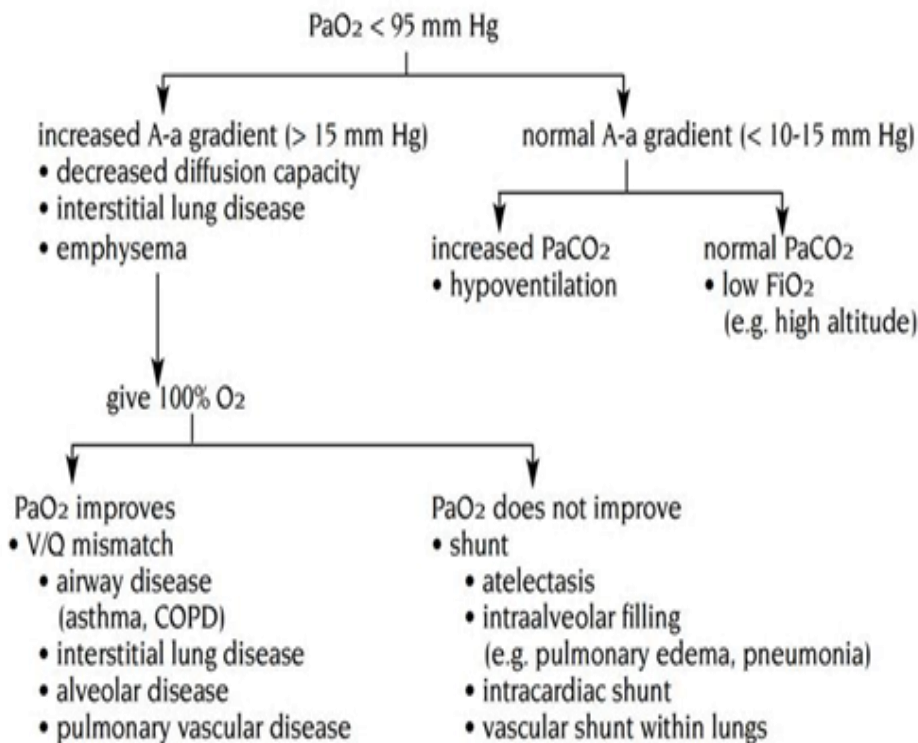 PaO2 < 95 mm Hg
increased A-a gradient (> 15 mm Hg)
• decreased diffusion capacity
• interstitial lung disease
• emphysema
normal A-a gradient (< 10-15 mm Hg)
increased PaCO2
• hypoventilation
normal PaCO2
• low FiO2
(e.g. high altitude)
give 100% O2
PaO2 improves
• V/Q mismatch
• airway disease
(asthma, COPD)
• interstitial lung disease
• alveolar disease
• pulmonary vascular disease
PaO2 does not improve
• shunt
• atelectasis
• intraalveolar filling
(e.g. pulmonary edema, pneumonia)
• intracardiac shunt
• vascular shunt within lungs